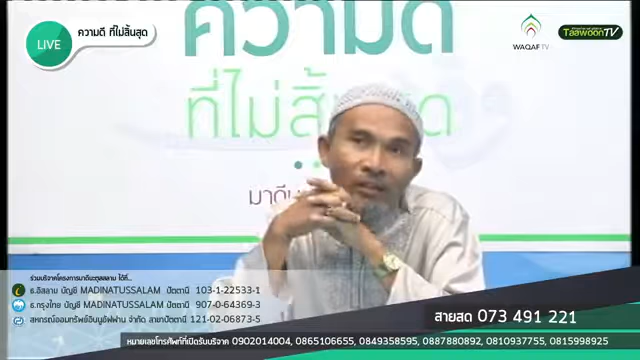 LIVE
ความดี ที่ไม่สิ้นสุด
WAQAF TV
TaawoonTV
ความดี
ที่ไม่สิ้นสุด
ร่วมบริจาคโครงการมาดีนะตุสสลาม ได้ที่...
ธ.อิสลาม บัญชี MADINATUSSALAM ปัตตานี 103-1-22533-1
ธ.กรุงไทย บัญชี MADINATUSSALAM ปัตตานี 907-0-64369-3
สหกรณ์ออมทรัพย์อิบนูอัฟฟาน จำกัด สาขาปัตตานี 121-02-06873-5
สายสด 073 491 221
หมายเลขโทรศัพท์ที่เปิดรับบริจาค 0902014004, 0865106655, 0849358595, 0887880892, 0810937755, 0815998925